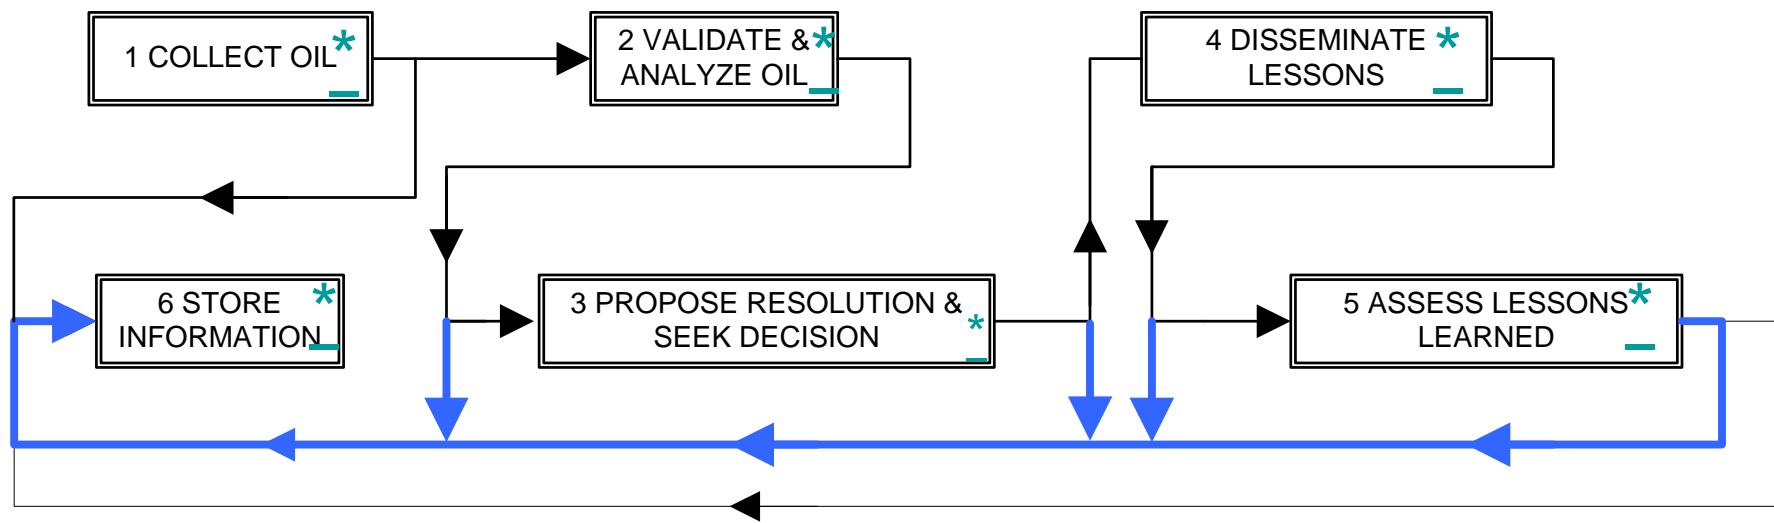 1 COLLECT OIL *
_
2 VALIDATE & *
ANALYZE OIL _
4 DISSEMINATE *
LESSONS _
6 STORE *
INFORMATION _
3 PROPOSE RESOLUTION &
SEEK DECISION *
_
5 ASSESS LESSONS *
LEARNED _